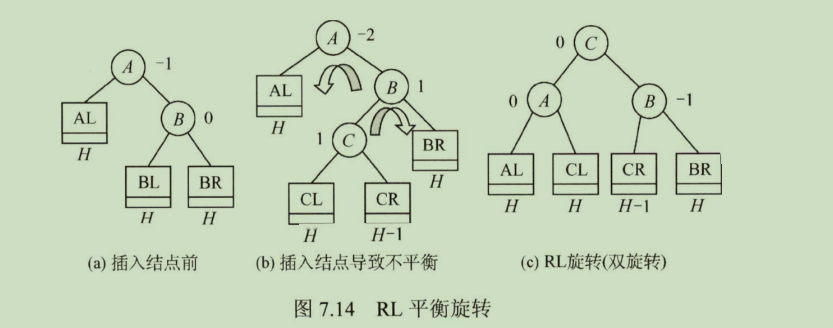 A -1
AL
H
B 0
BL BR
H H
(a) 插入结点前
A -2
AL
H
B 1
1 C
BR
H
CL CR
H H-1
(b) 插入结点导致不平衡
0 C
0 A B -1
AL CL CR BR
H H H-1 H
(c) RL旋转(双旋转)
图 7.14 RL 平衡旋转